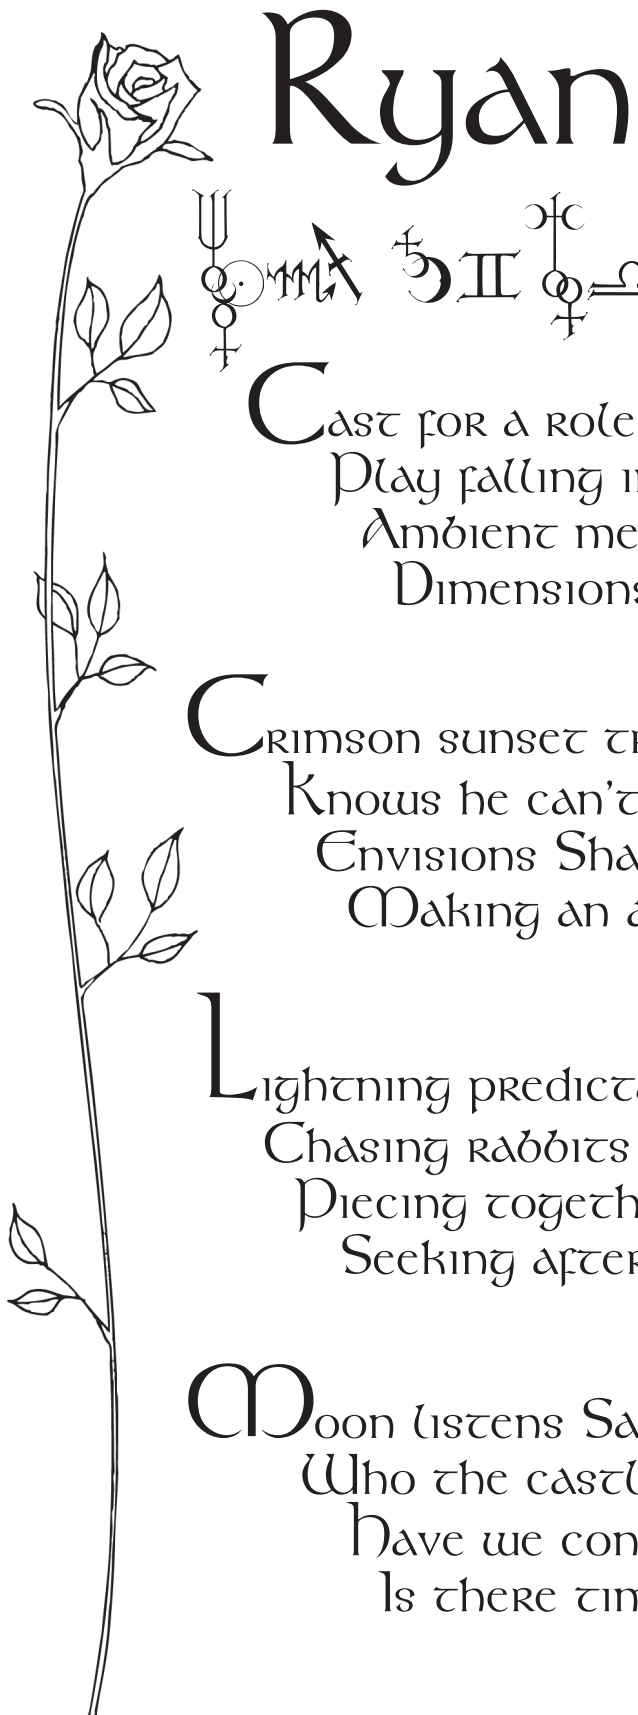 Ryan
Cast for a role
Play falling
Ambient me
Dimensions
Crimson sunset
Knows he can't
Envisions Sha
Making an a
Lightning predict
Chasing rabbits
Piecing togeth
Seeking after
Moon listens Sa
Who the castl
Have we con
Is there tim